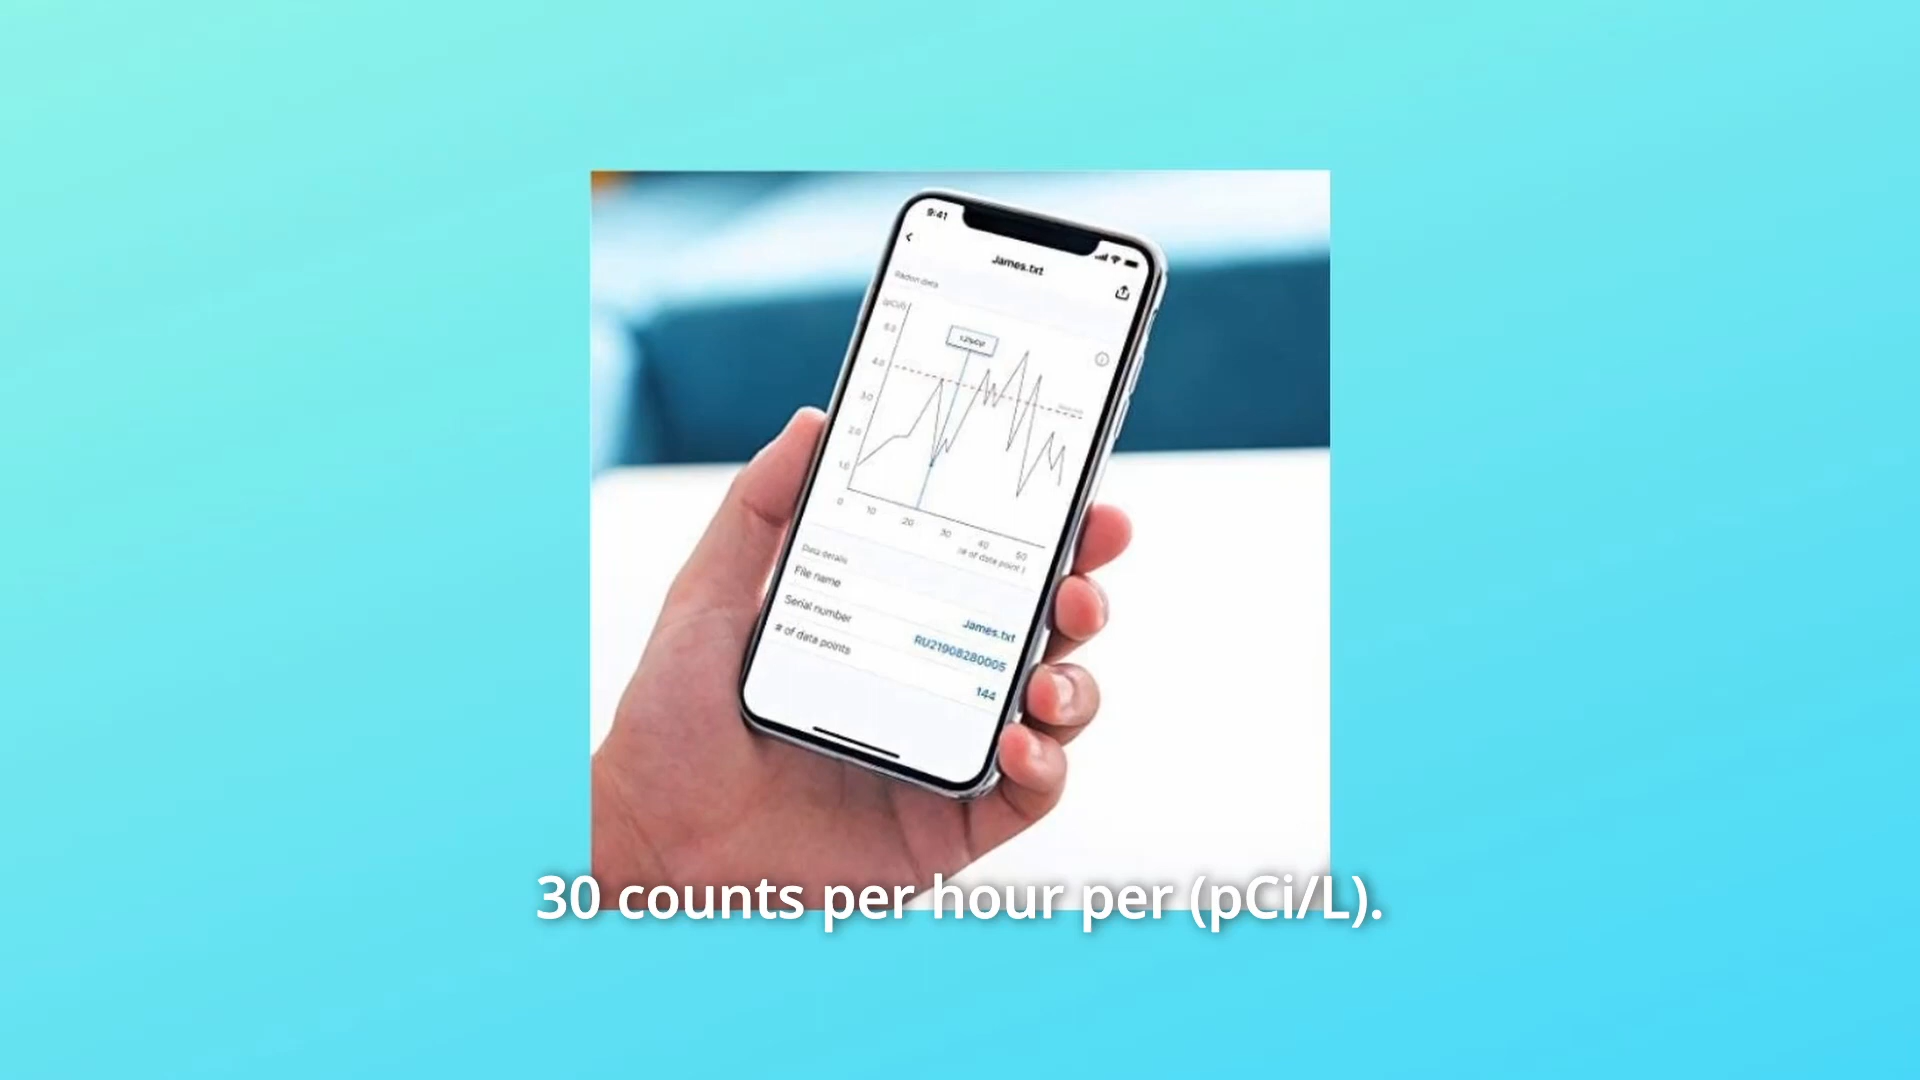 9:41
James.txt
Radon data
(pCi/l)
5.0
4.0
3.0
2.0
1.0
0 10 20 30 40 50
(# of data point )
Data details
File name James.txt
Serial number RU21908280005
# of data points 144
30 counts per hour per (pCi/L).